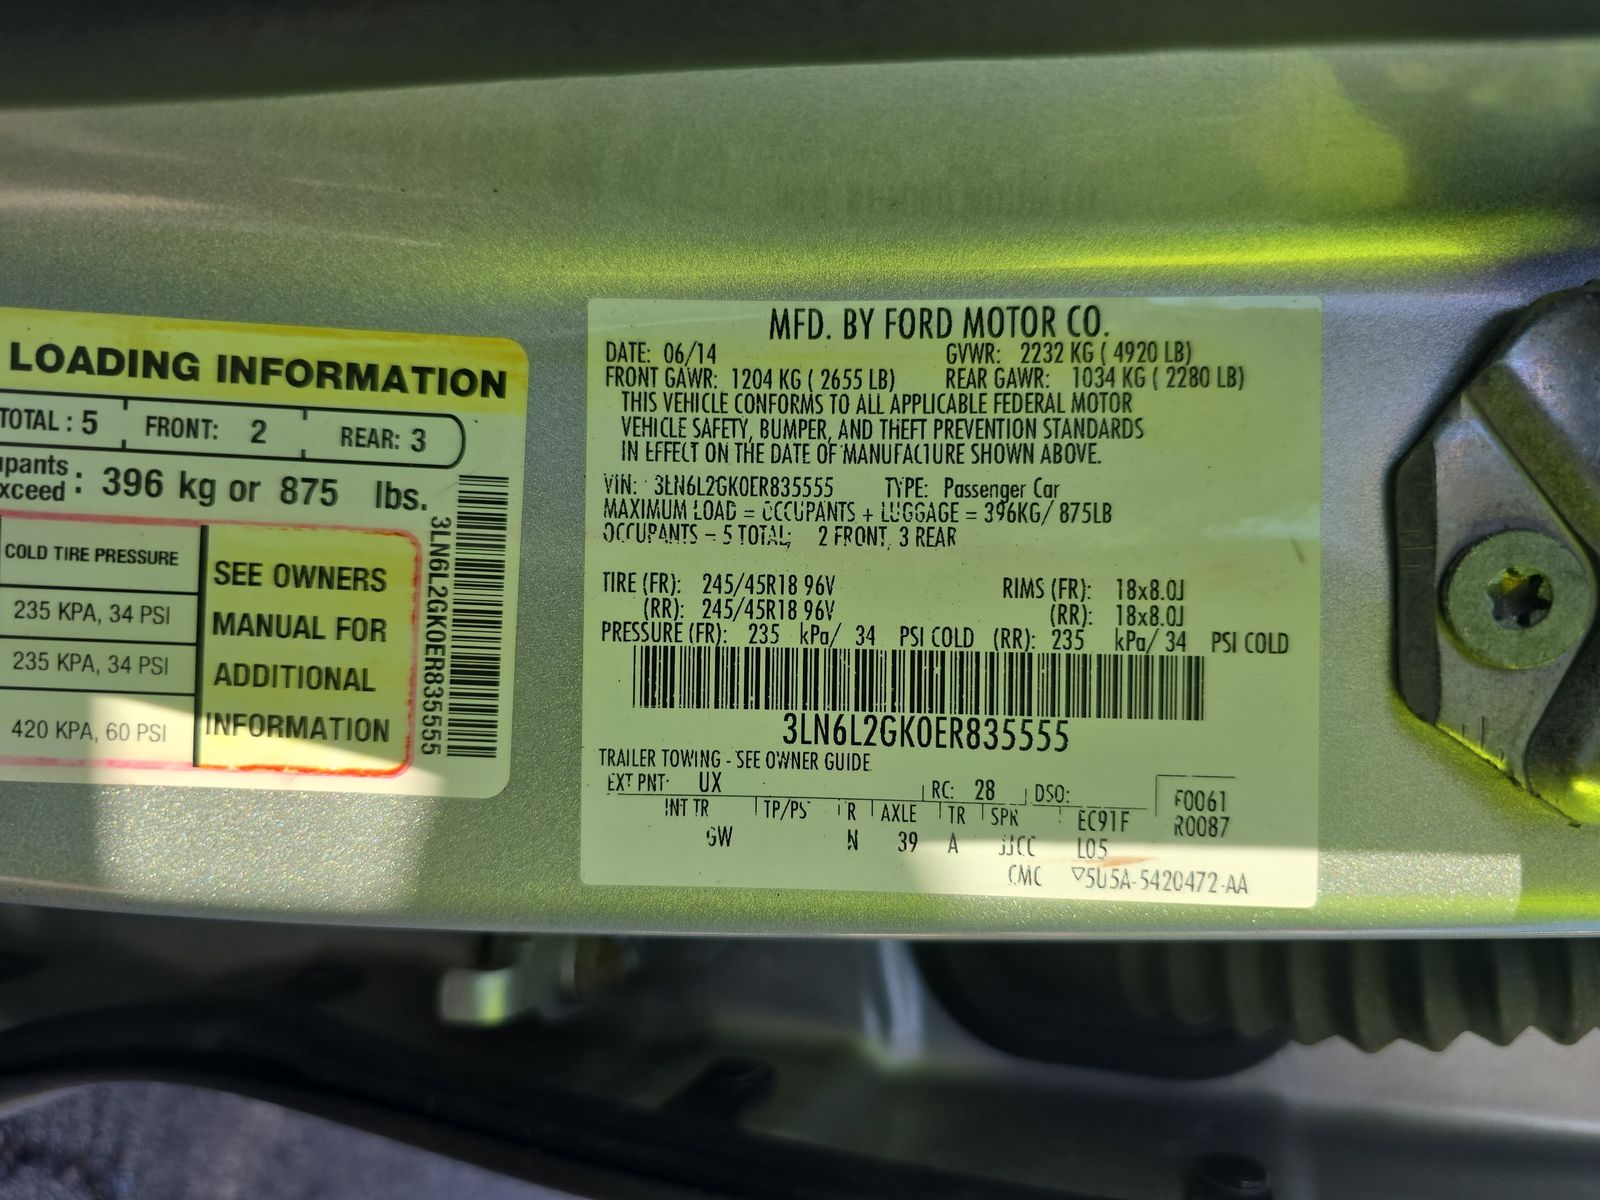 LOADING INFORMATION
TOTAL : 5 FRONT: 2 REAR: 3
upants
xceed : 396 kg or 875 lbs.
COLD TIRE PRESSURE
235 KPA, 34 PSI
235 KPA, 34 PSI
420 KPA, 60 PSI
SEE OWNERS
MANUAL FOR
ADDITIONAL
INFORMATION
3LN6L2GK0ER835555
MFD. BY FORD MOTOR CO.
DATE: 06/14 GVWR: 2232 KG ( 4920 LB)
FRONT GAWR: 1204 KG ( 2655 LB) REAR GAWR: 1034 KG ( 2280 LB)
THIS VEHICLE CONFORMS TO ALL APPLICABLE FEDERAL MOTOR
VEHICLE SAFETY, BUMPER, AND THEFT PREVENTION STANDARDS
IN EFFECT ON THE DATE OF MANUFACTURE SHOWN ABOVE.
VIN: 3LN6L2GK0ER835555 TYPE: Passenger Car
MAXIMUM LOAD = OCCUPANTS + LUGGAGE = 396KG/ 875LB
OCCUPANTS = 5 TOTAL; 2 FRONT, 3 REAR
TIRE (FR): 245/45R18 96V RIMS (FR): 18x8.0J
(RR): 245/45R18 96V (RR): 18x8.0J
PRESSURE (FR): 235 kPa/ 34 PSI COLD (RR): 235 kPa/ 34 PSI COLD
3LN6L2GK0ER835555
TRAILER TOWING - SEE OWNER GUIDE
EXT PNT: UX RC: 28 DSO: F0061
INT TR TP/PS R AXLE TR SPR EC91F R0087
GW N 39 A JJCC L05
CMC ▽5U5A-5420472-AA